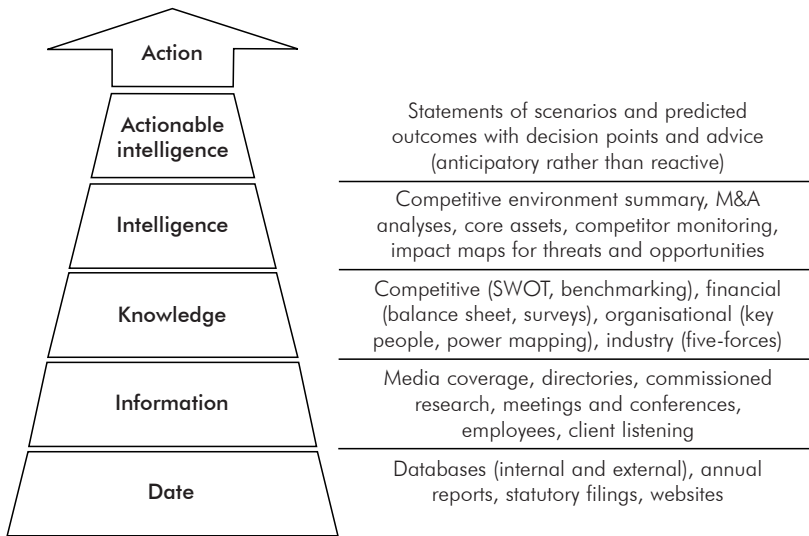 Action
Actionable
intelligence
Statements of scenarios and predicted
outcomes with decision points and advice
(anticipatory rather than reactive)
Intelligence
Competitive environment summary, M&A
analyses, core assets, competitor monitoring,
impact maps for threats and opportunities
Knowledge
Competitive (SWOT, benchmarking), financial
(balance sheet, surveys), organisational (key
people, power mapping), industry (five-forces)
Information
Media coverage, directories, commissioned
research, meetings and conferences,
employees, client listening
Date
Databases (internal and external), annual
reports, statutory filings, websites